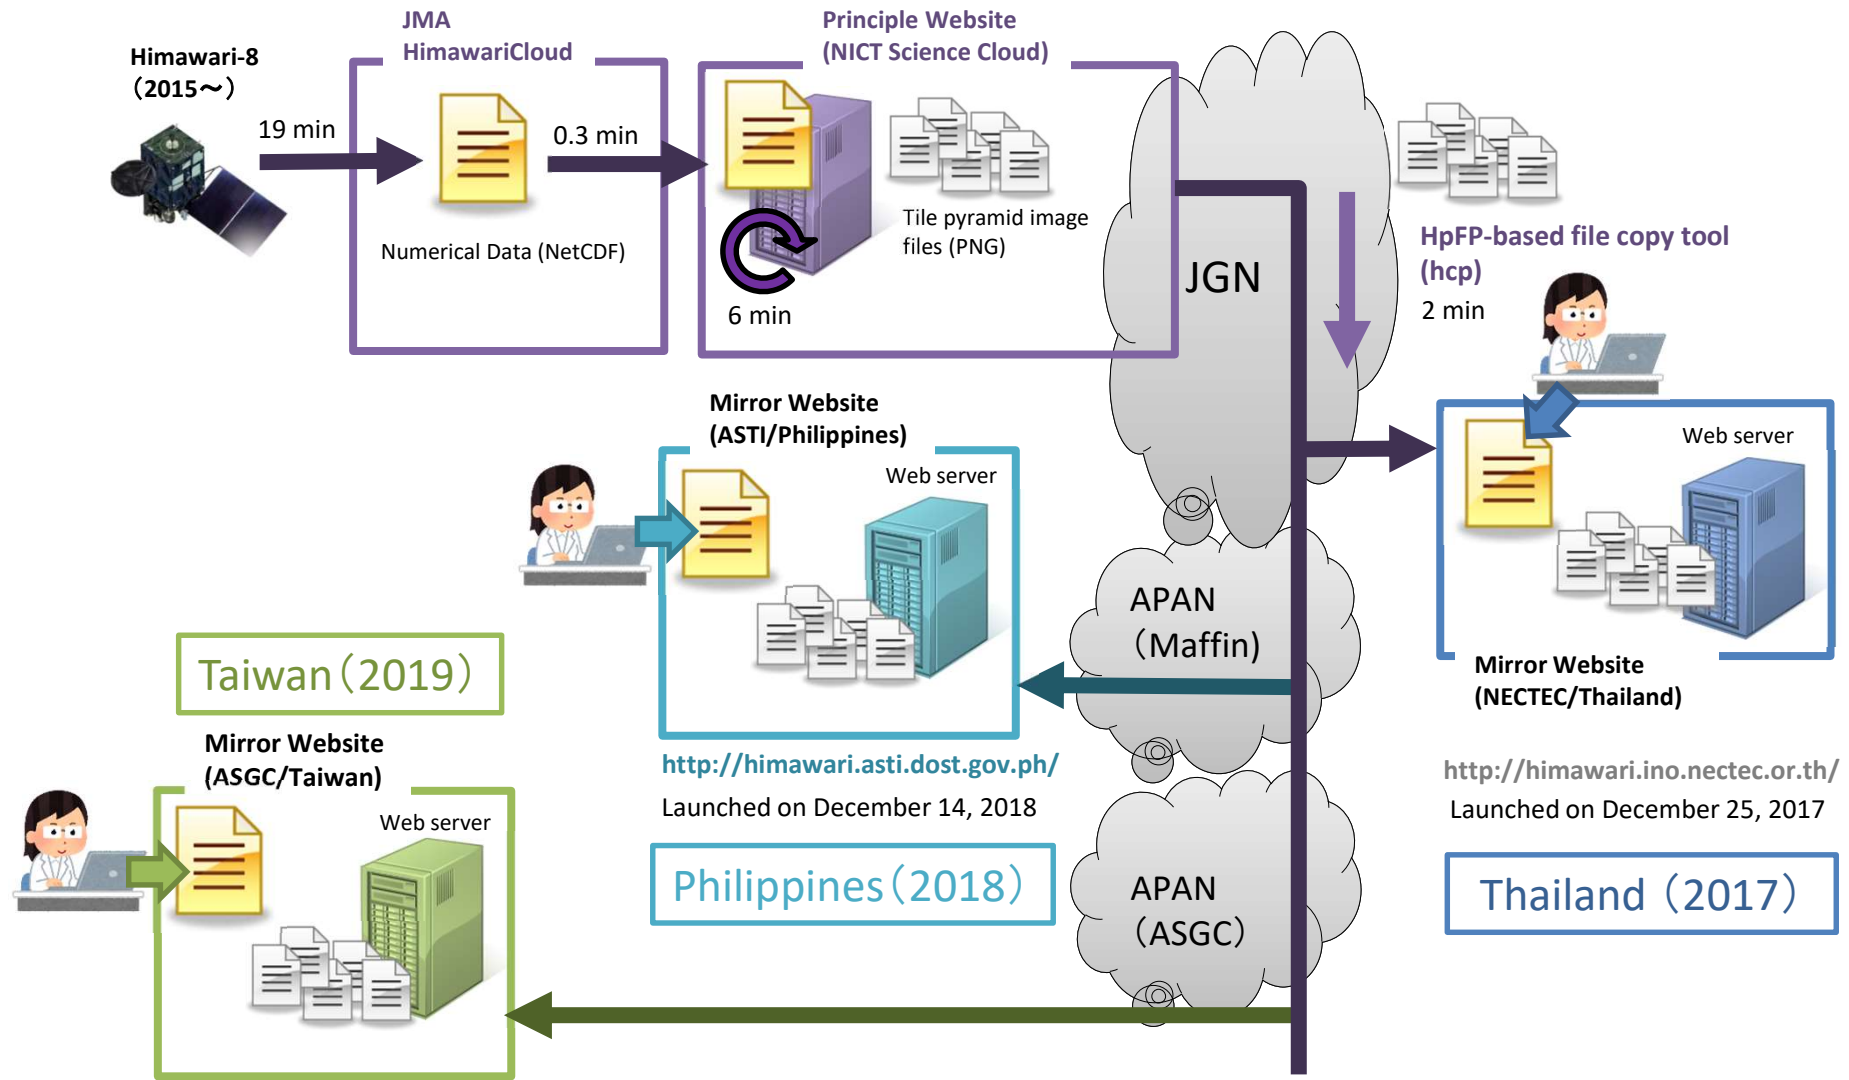 Himawari-8
（2015～）
19 min
JMA
HimawariCloud
0.3 min
Numerical Data (NetCDF)
Principle Website
(NICT Science Cloud)
Tile pyramid image
files (PNG)
6 min
JGN
HpFP-based file copy tool
(hcp)
2 min
Mirror Website
(ASTI/Philippines)
Web server
Web server
APAN
（Maffin)
Mirror Website
(NECTEC/Thailand)
Taiwan（2019）
Mirror Website
(ASGC/Taiwan)
Web server
http://himawari.asti.dost.gov.ph/
Launched on December 14, 2018
Philippines（2018）
http://himawari.ino.nectec.or.th/
Launched on December 25, 2017
Thailand（2017）
APAN
（ASGC）